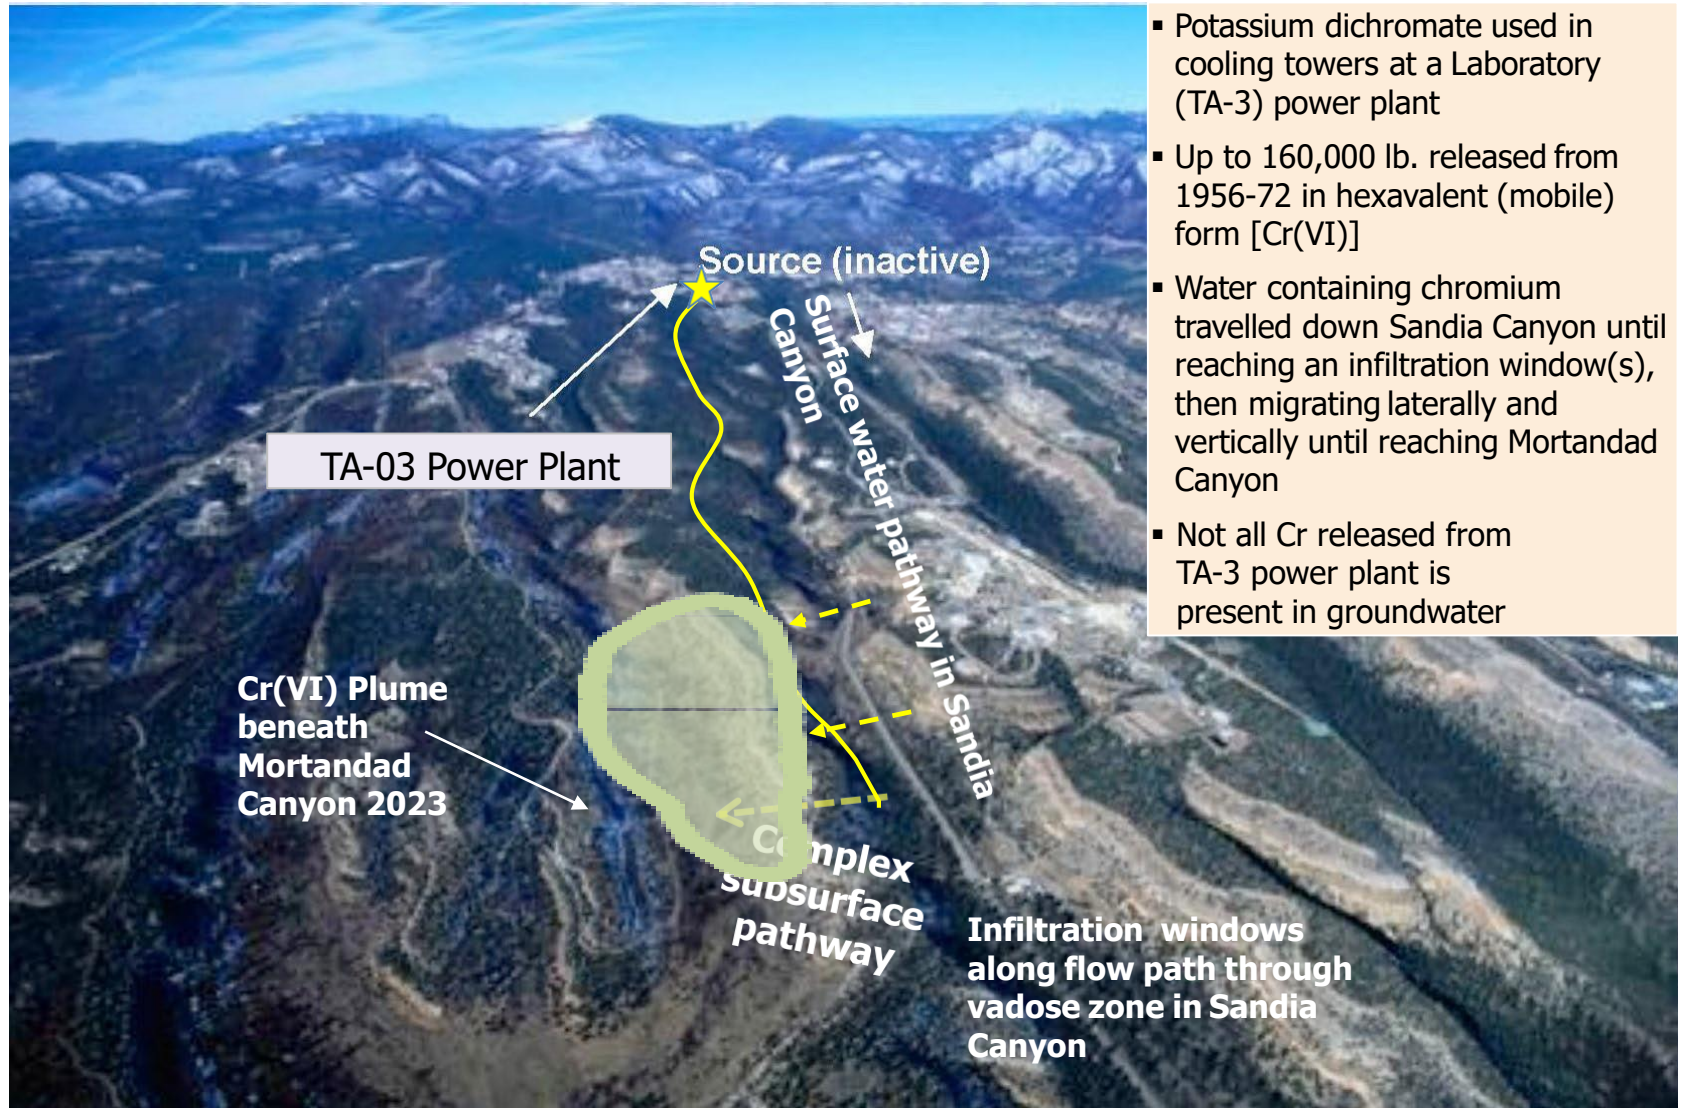 ▪ Potassium dichromate used in
cooling towers at a Laboratory
(TA-3) power plant
▪ Up to 160,000 lb. released from
1956-72 in hexavalent (mobile)
form [Cr(VI)]
▪ Water containing chromium
travelled down Sandia Canyon until
reaching an infiltration window(s),
then migrating laterally and
vertically until reaching Mortandad
Canyon
▪ Not all Cr released from
TA-3 power plant is
present in groundwater
Source (inactive)
Surface water pathway in Sandia
Canyon
TA-03 Power Plant
Cr(VI) Plume
beneath
Mortandad
Canyon 2023
Complex
subsurface
pathway
Infiltration windows
along flow path through
vadose zone in Sandia
Canyon